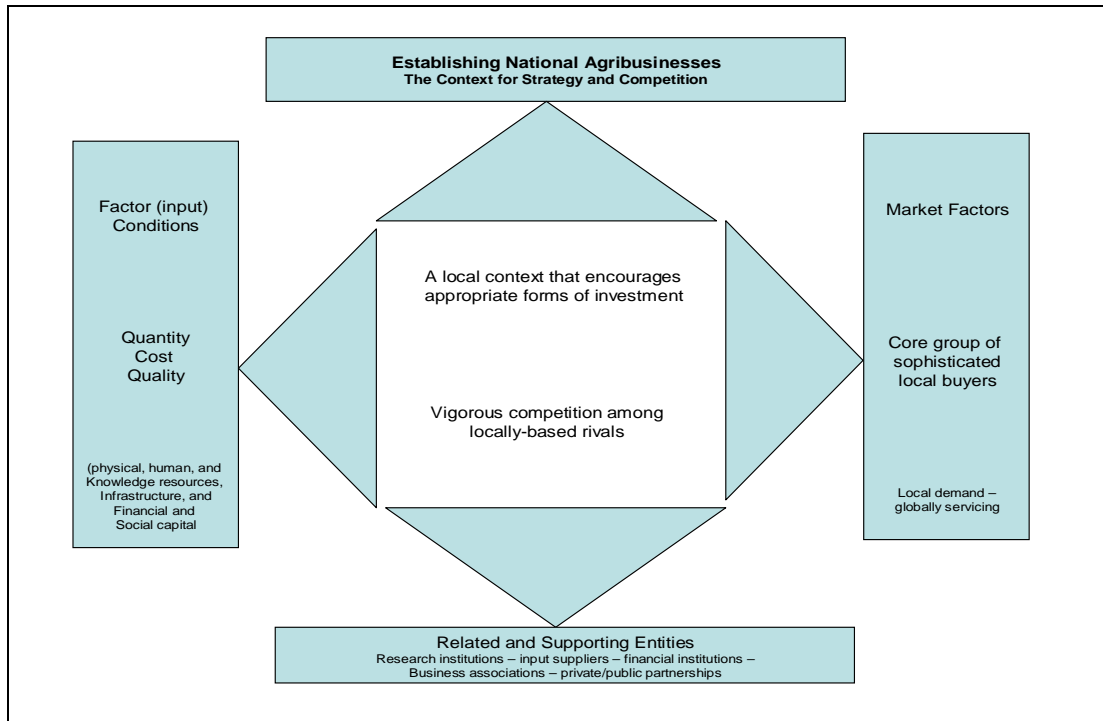 Establishing National Agribusinesses
The Context for Strategy and Competition
Factor (input)
Conditions
Quantity
Cost
Quality
(physical, human, and
Knowledge resources,
Infrastructure, and
Financial and
Social capital
A local context that encourages
appropriate forms of investment
Vigorous competition among
locally-based rivals
Market Factors
Core group of
sophisticated
local buyers
Local demand –
globally servicing
Related and Supporting Entities
Research institutions – input suppliers – financial institutions –
Business associations – private/public partnerships